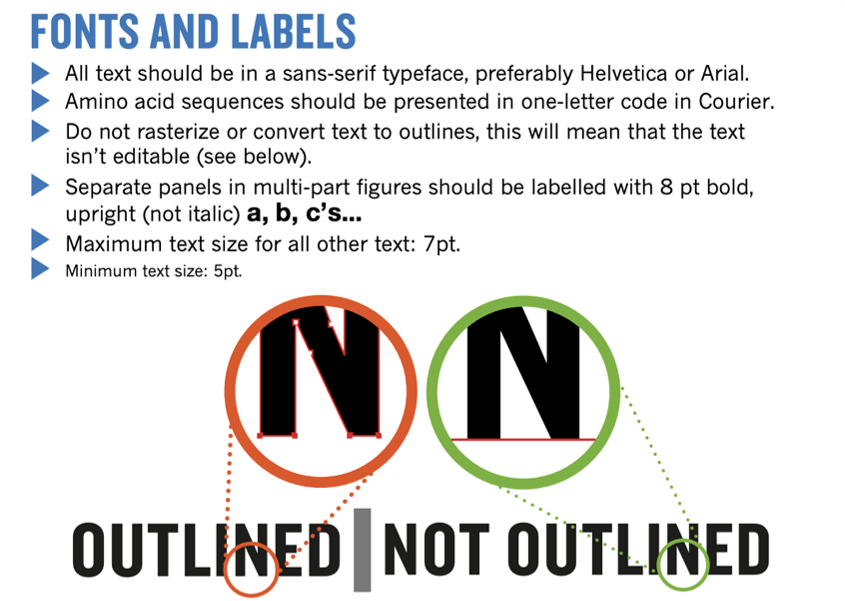 FONTS AND LABELS
All text should be in a sans-serif typeface, preferably Helvetica or Arial.
Amino acid sequences should be presented in one-letter code in Courier.
Do not rasterize or convert text to outlines, this will mean that the text
isn’t editable (see below).
Separate panels in multi-part figures should be labelled with 8 pt bold,
upright (not italic) a, b, c’s...
Maximum text size for all other text: 7pt.
Minimum text size: 5pt.
N N
OUTLINED | NOT OUTLINED